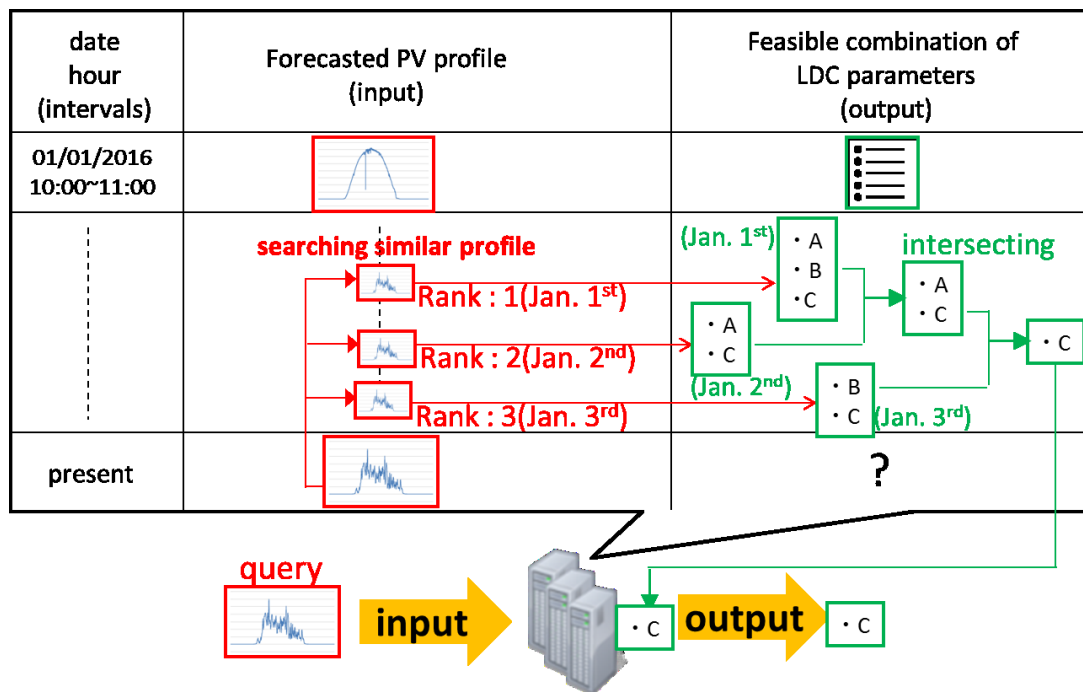 date
hour
(intervals)
Forecasted PV profile
(input)
Feasible combination of
LDC parameters
(output)
01/01/2016
10:00~11:00
searching similar profile
Rank : 1(Jan. 1st)
Rank : 2(Jan. 2nd)
Rank : 3(Jan. 3rd)
(Jan. 1st)
・A
・B
・C
intersecting
・A
・C
・A
・C
・C
(Jan. 2nd)
・B
・C
(Jan. 3rd)
present
?
query
input
・C
output
・C